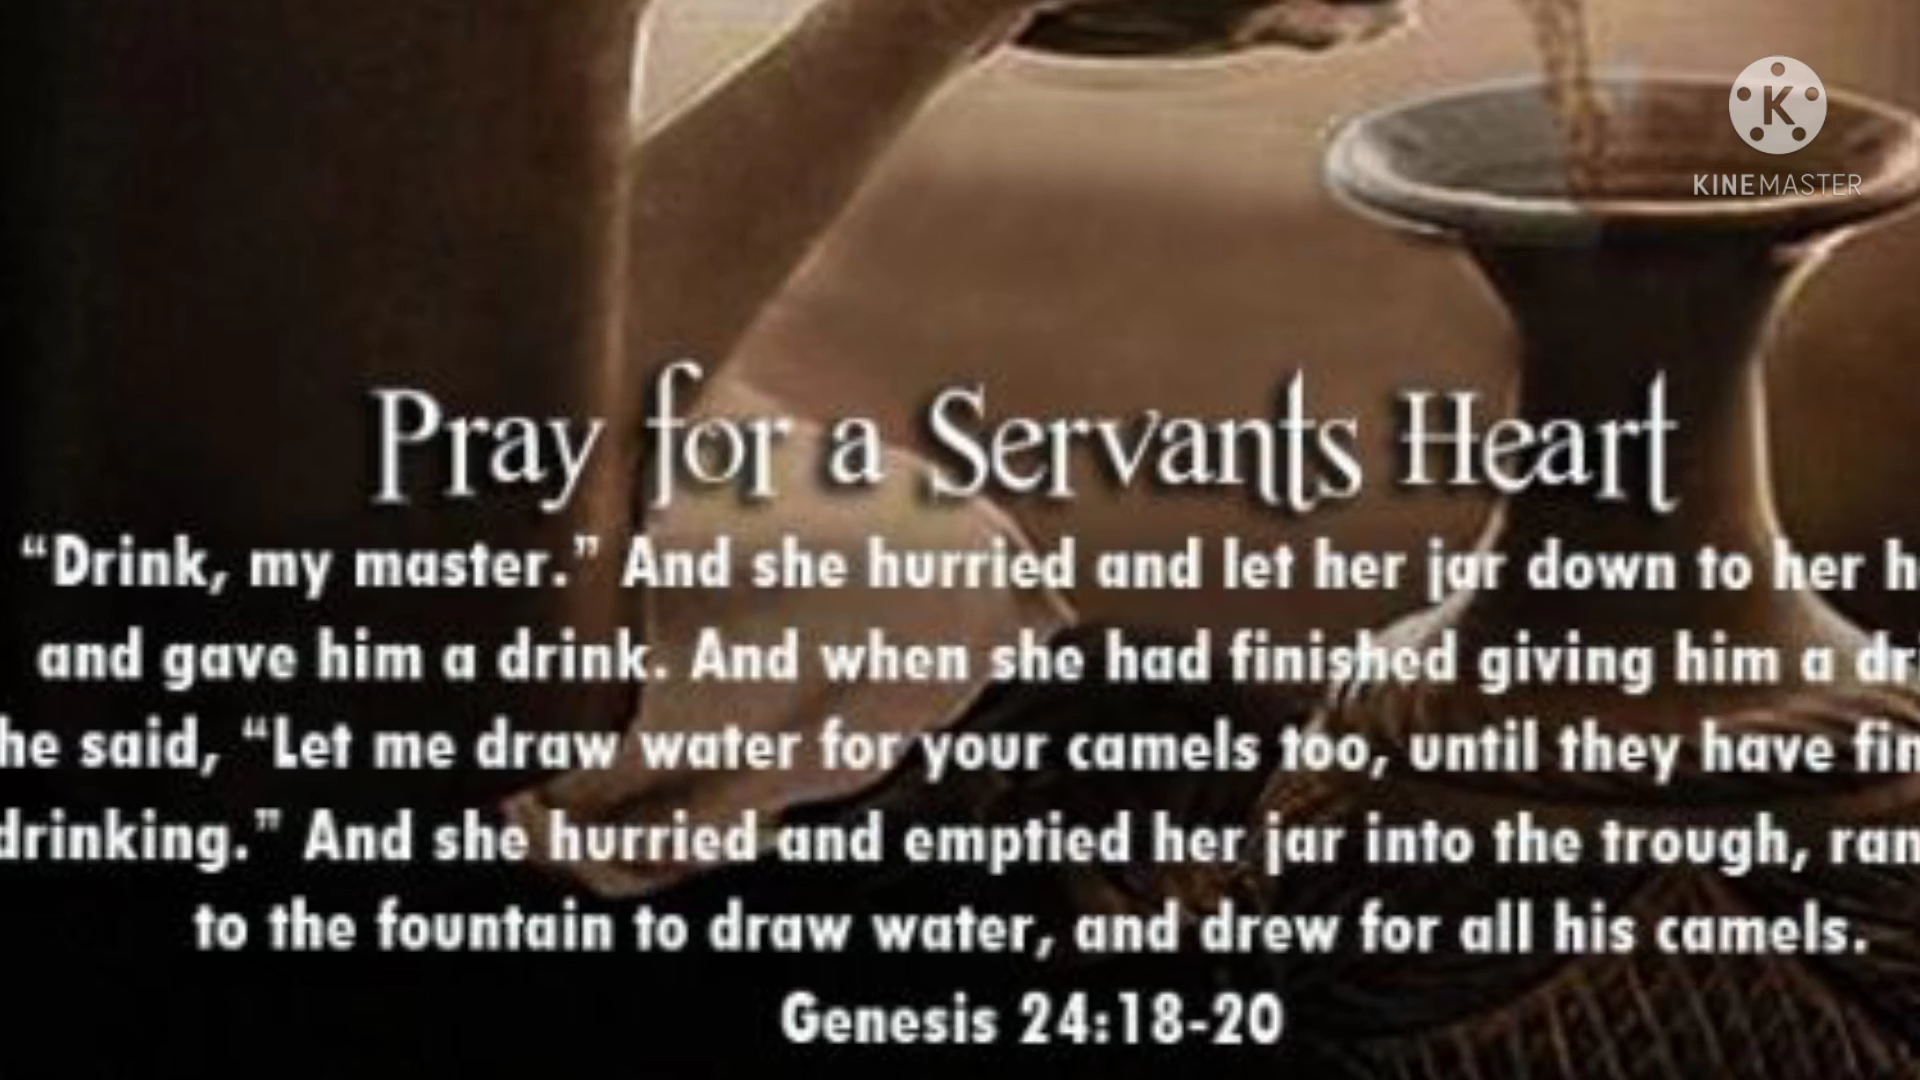 KINEMASTER
Pray for a Servants Heart
“Drink, my master.” And she hurried and let her jar down to her
and gave him a drink. And when she had finished giving him a
he said, “Let me draw water for your camels too, until they have
drinking.” And she hurried and emptied her jar into the trough, ran
to the fountain to draw water, and drew for all his camels.
Genesis 24:18-20